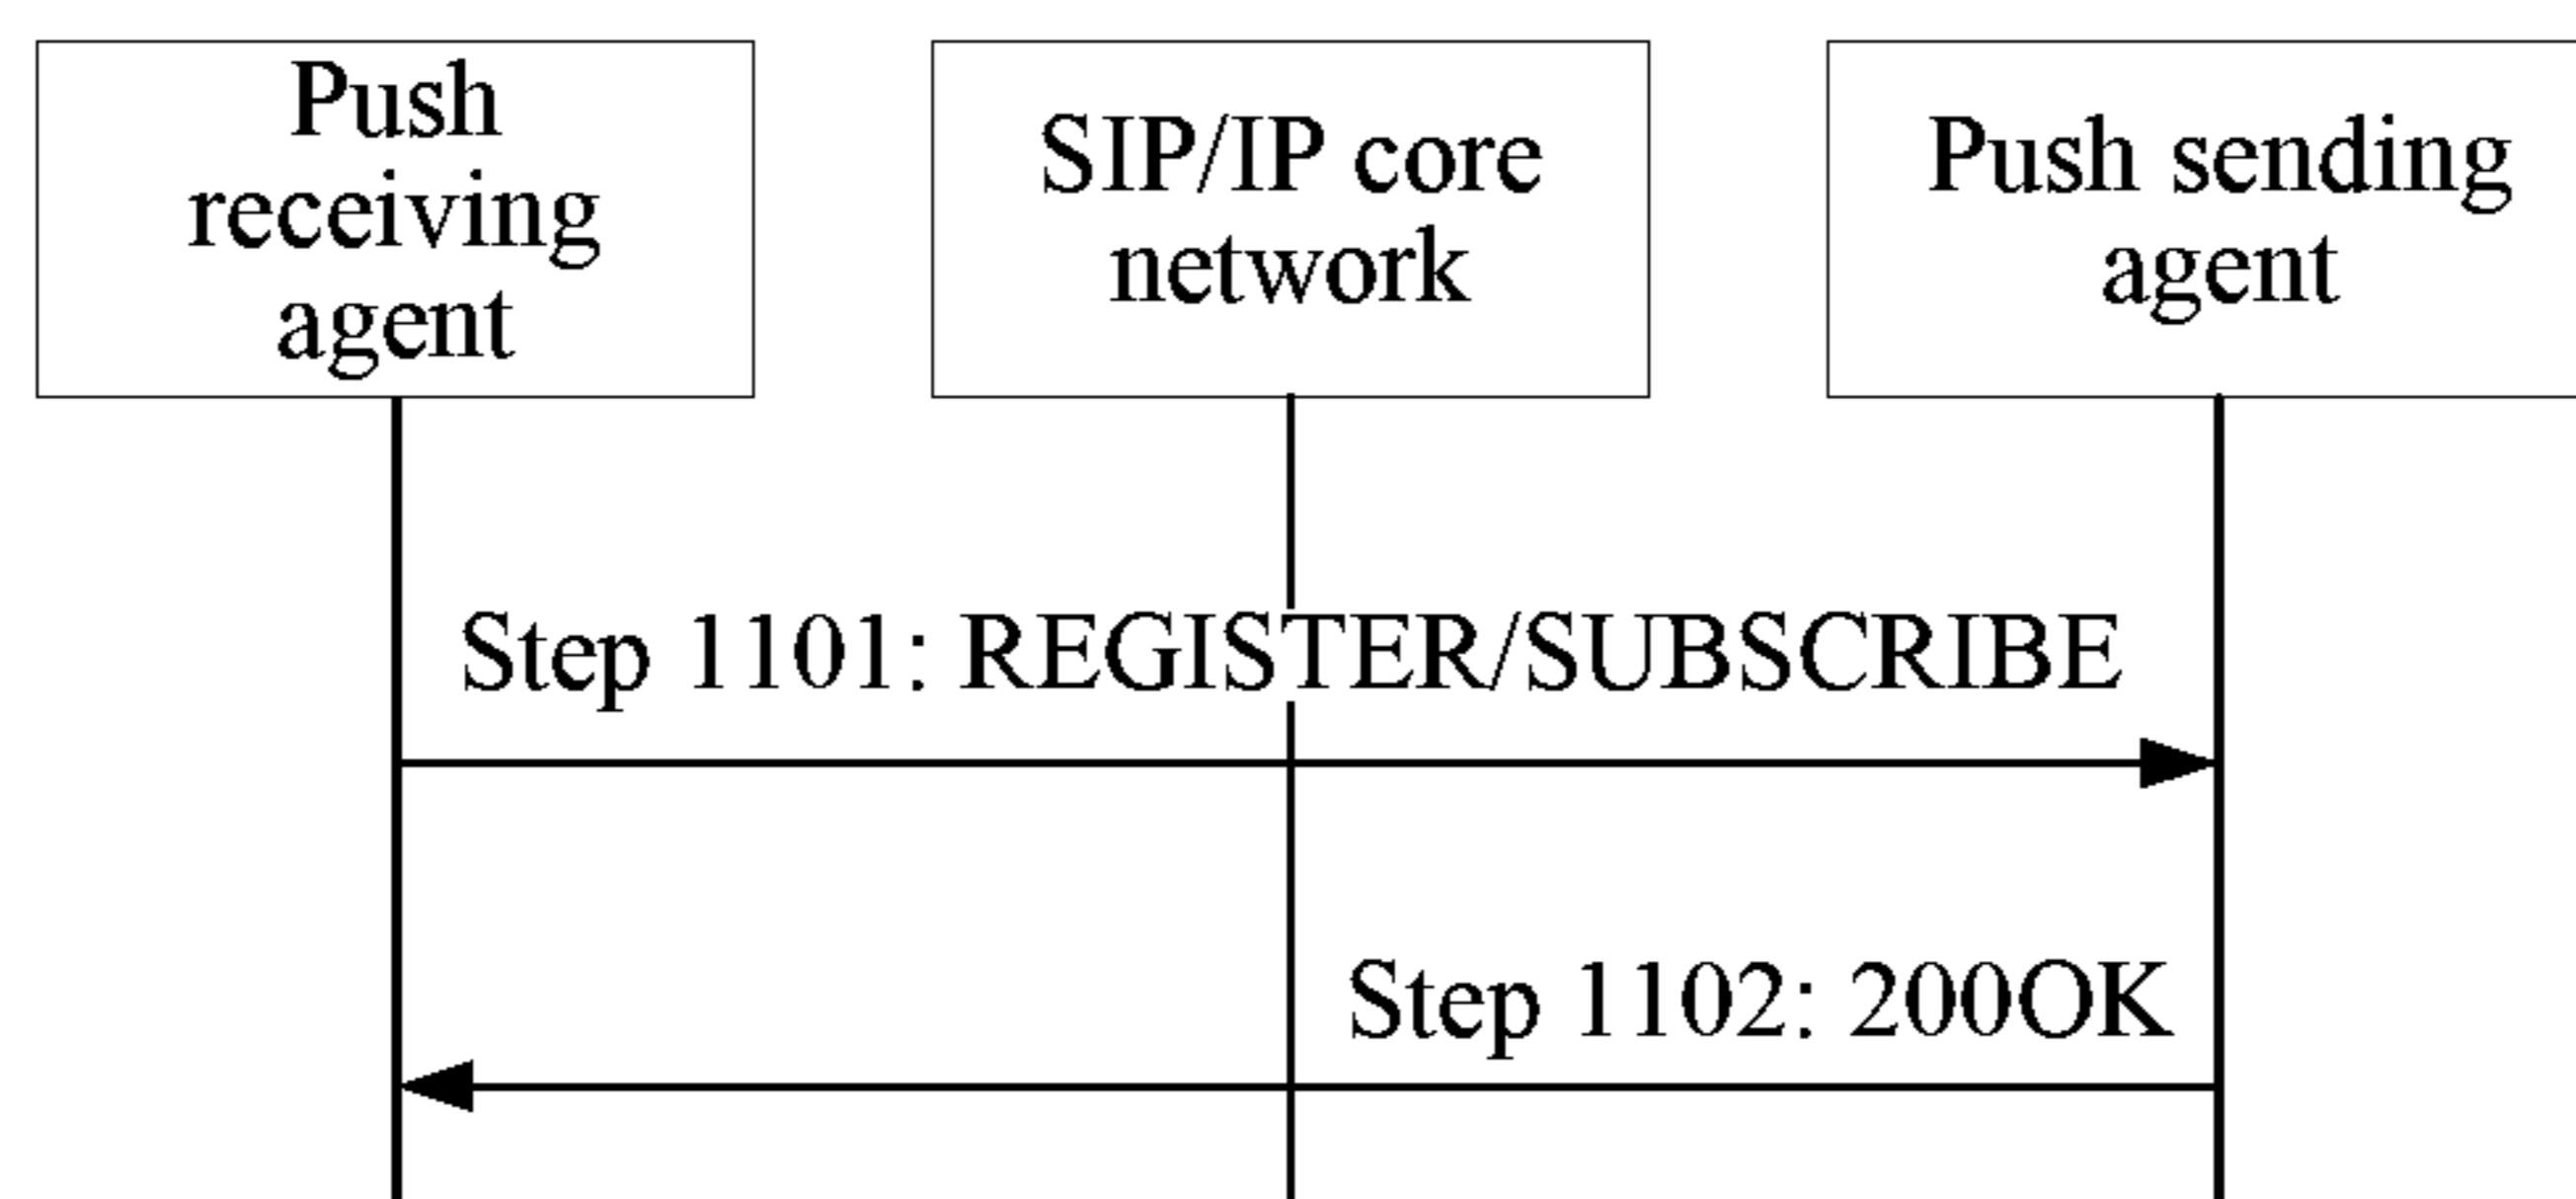 Push
receiving
agent
SIP/IP core
network
Push sending
agent
Step 1101: REGISTER/SUBSCRIBE
Step 1102: 200OK